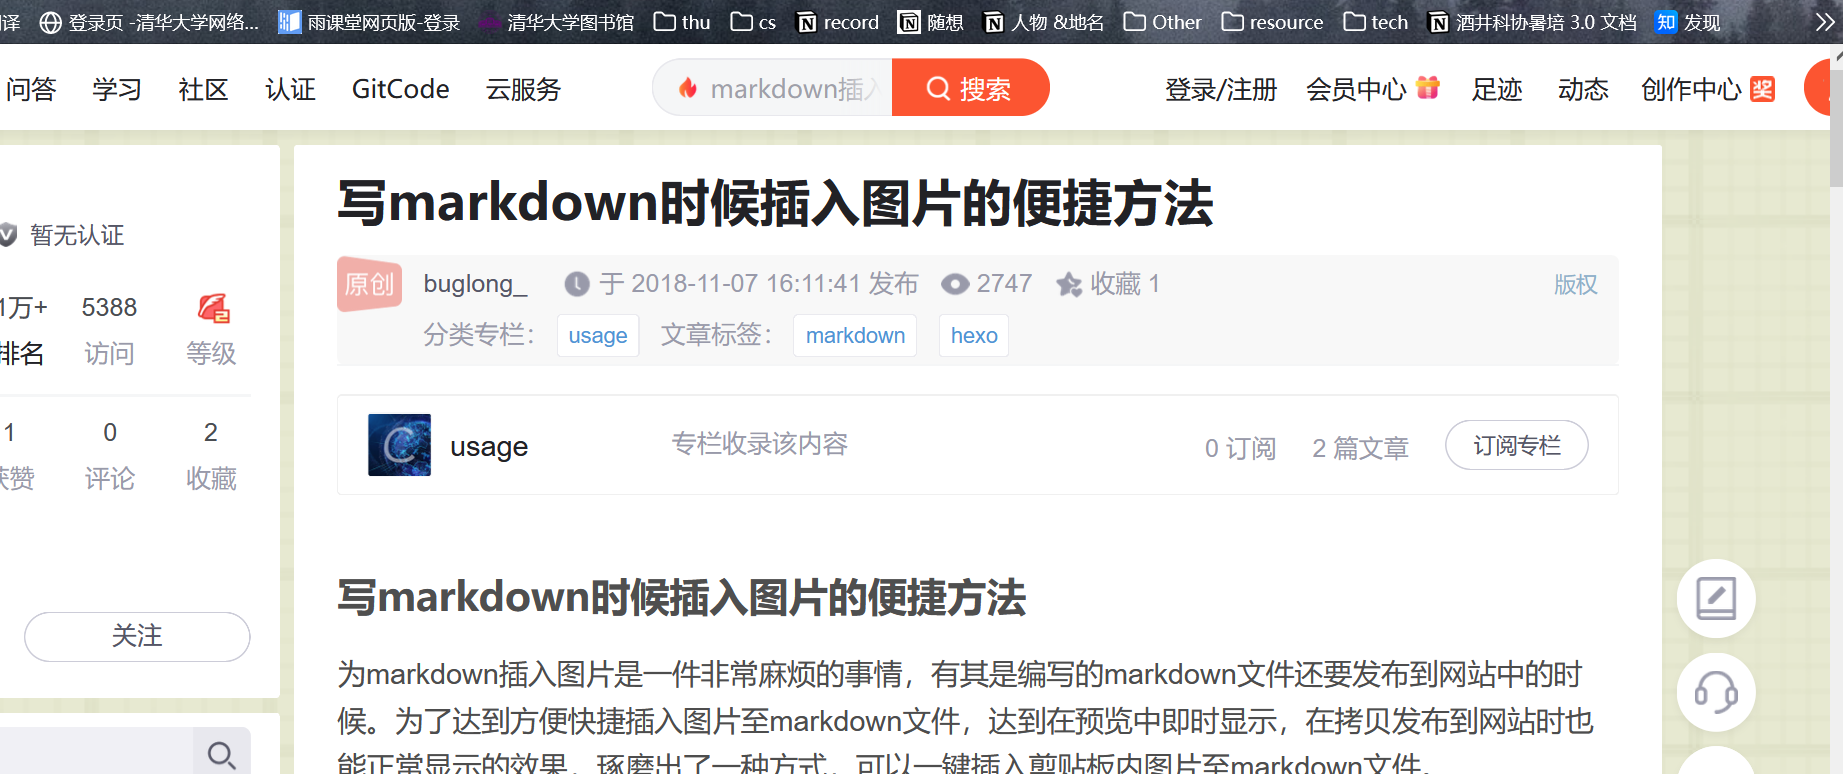 译 登录页 -清华大学网络... 雨课堂网页版-登录 清华大学图书馆 thu cs record 随想 人物 &地名 Other resource tech 酒井科协暑培 3.0 文档 知 发现
问答 学习 社区 认证 GitCode 云服务 markdown插入 搜索 登录/注册 会员中心 足迹 动态 创作中心 奖
写markdown时候插入图片的便捷方法
暂无认证
原创 buglong_ 于 2018-11-07 16:11:41 发布 2747 收藏 1 版权
分类专栏： usage 文章标签： markdown hexo
1万+ 5388
排名 访问 等级
usage 专栏收录该内容 0 订阅 2 篇文章 订阅专栏
1 0 2
获赞 评论 收藏
关注
写markdown时候插入图片的便捷方法
为markdown插入图片是一件非常麻烦的事情，有其是编写的markdown文件还要发布到网站中的时
候。为了达到方便快捷插入图片至markdown文件，达到在预览中即时显示，在拷贝发布到网站时也
能正常显示的效果，琢磨出了一种方式，可以一键插入剪贴板内图片至markdown文件。